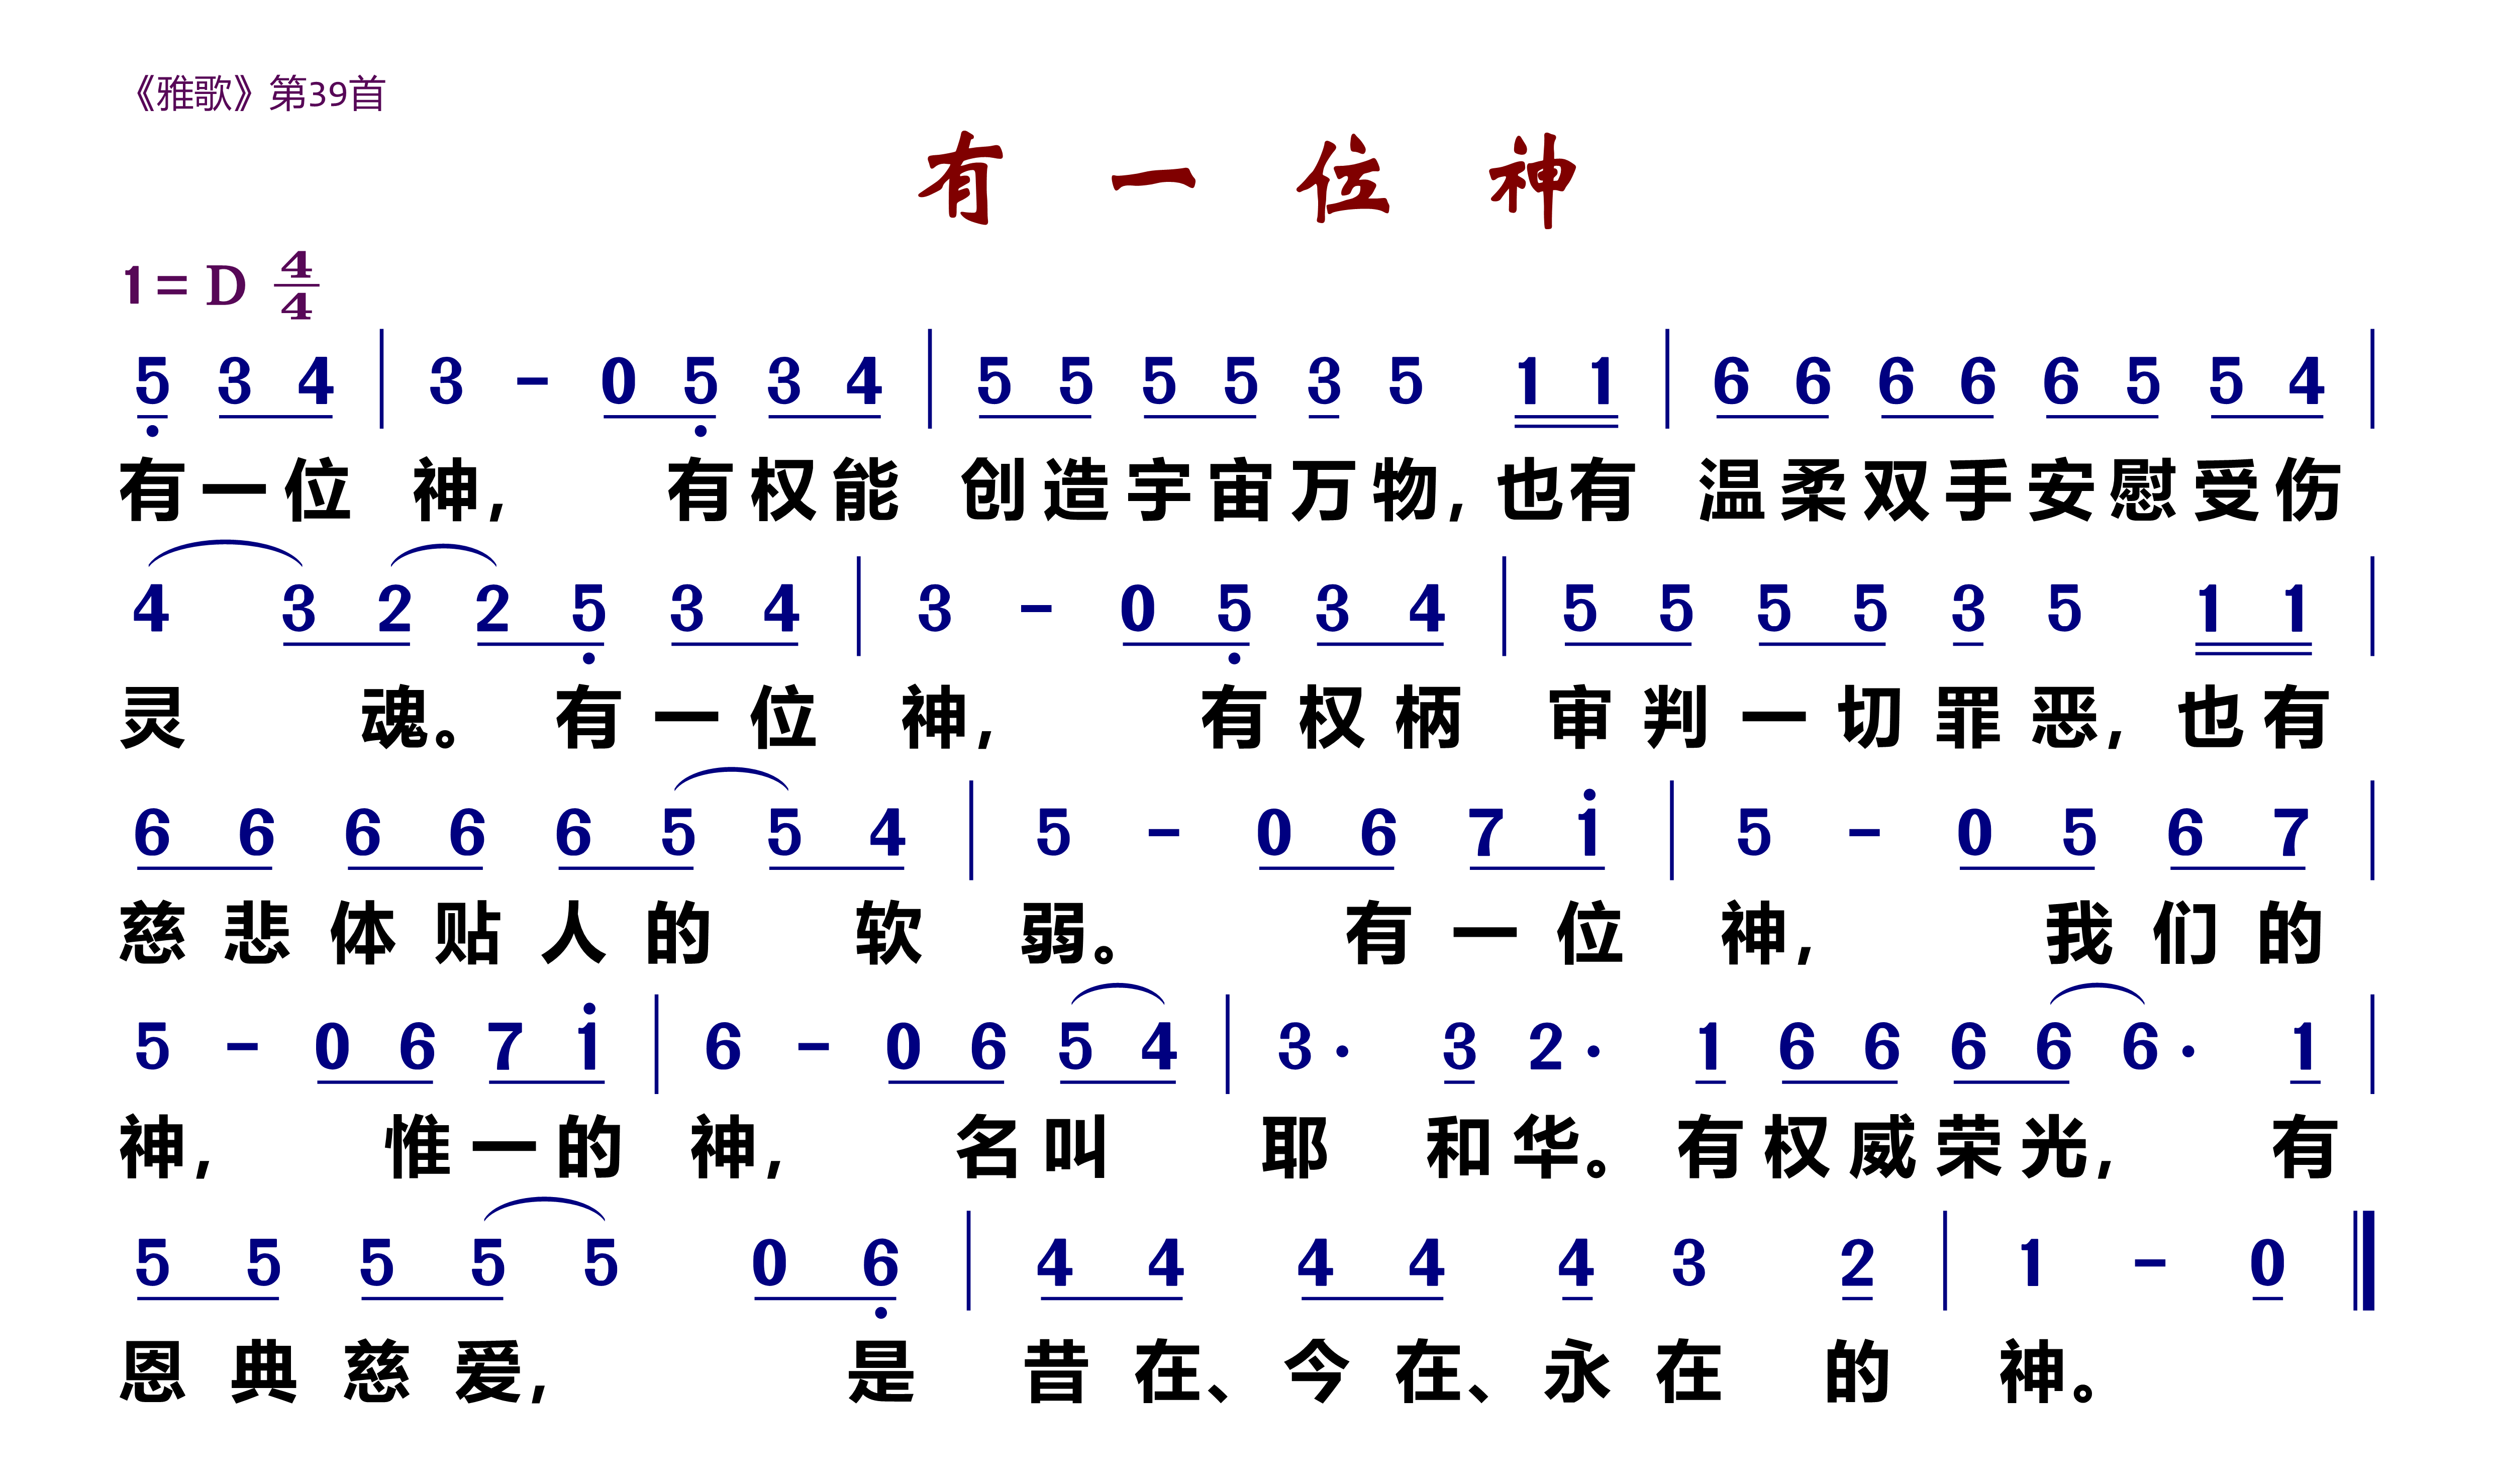 《雅歌》第39首
有 一 位 神
1= D 4/4
5̣ 3 4 | 3 - 0 5̣ 3 4 | 5 5 5 5 3 5 1 1 | 6 6 6 6 6 5 5 4 |
有一位 神, 有权能 创造宇宙万物,也有 温柔双手安慰受伤
4 3 2 2 5̣ 3 4 | 3 - 0 5̣ 3 4 | 5 5 5 5 3 5 1 1 |
灵 魂。有一位 神, 有权柄 审判一切罪恶,也有
6 6 6 6 6 5 5 4 | 5 - 0 6 7 1̇ | 5 - 0 5 6 7 |
慈悲体贴人的 软 弱。 有一位 神, 我们的
5 - 0 6 7 1̇ | 6 - 0 6 5 4 | 3· 3 2· 1 6 6 6 6 6· 1 |
神, 惟一的 神, 名叫 耶 和华。有权威荣光, 有
5 5 5 5 5 0 6̣ | 4 4 4 4 4 3 2 | 1 - 0 ‖
恩典慈爱, 是 昔在、今在、永在 的 神。